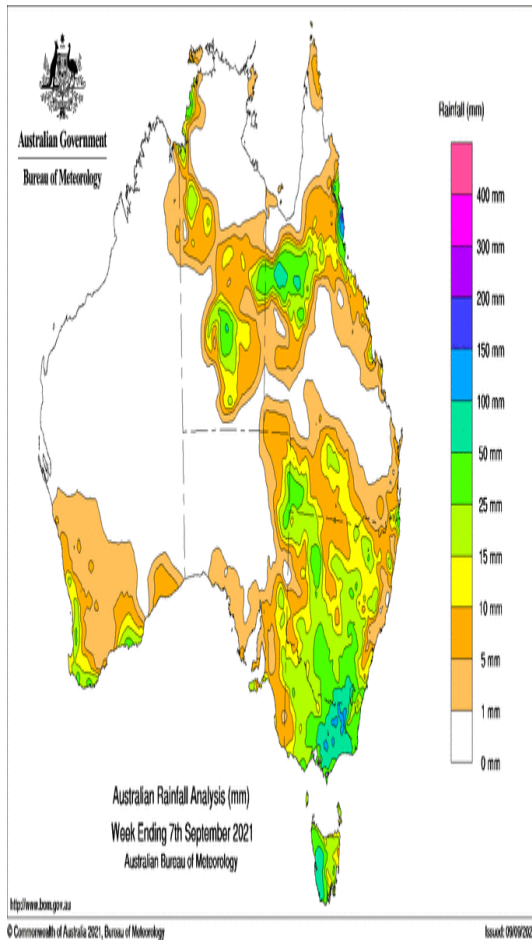 Australian Government
Bureau of Meteorology
Rainfall (mm)
400 mm
300 mm
200 mm
150 mm
100 mm
50 mm
25 mm
15 mm
10 mm
5 mm
1 mm
0 mm
Australian Rainfall Analysis (mm)
Week Ending 7th September 2021
Australian Bureau of Meteorology
http://www.bom.gov.au
© Commonwealth of Australia 2021, Bureau of Meteorology
Issued: